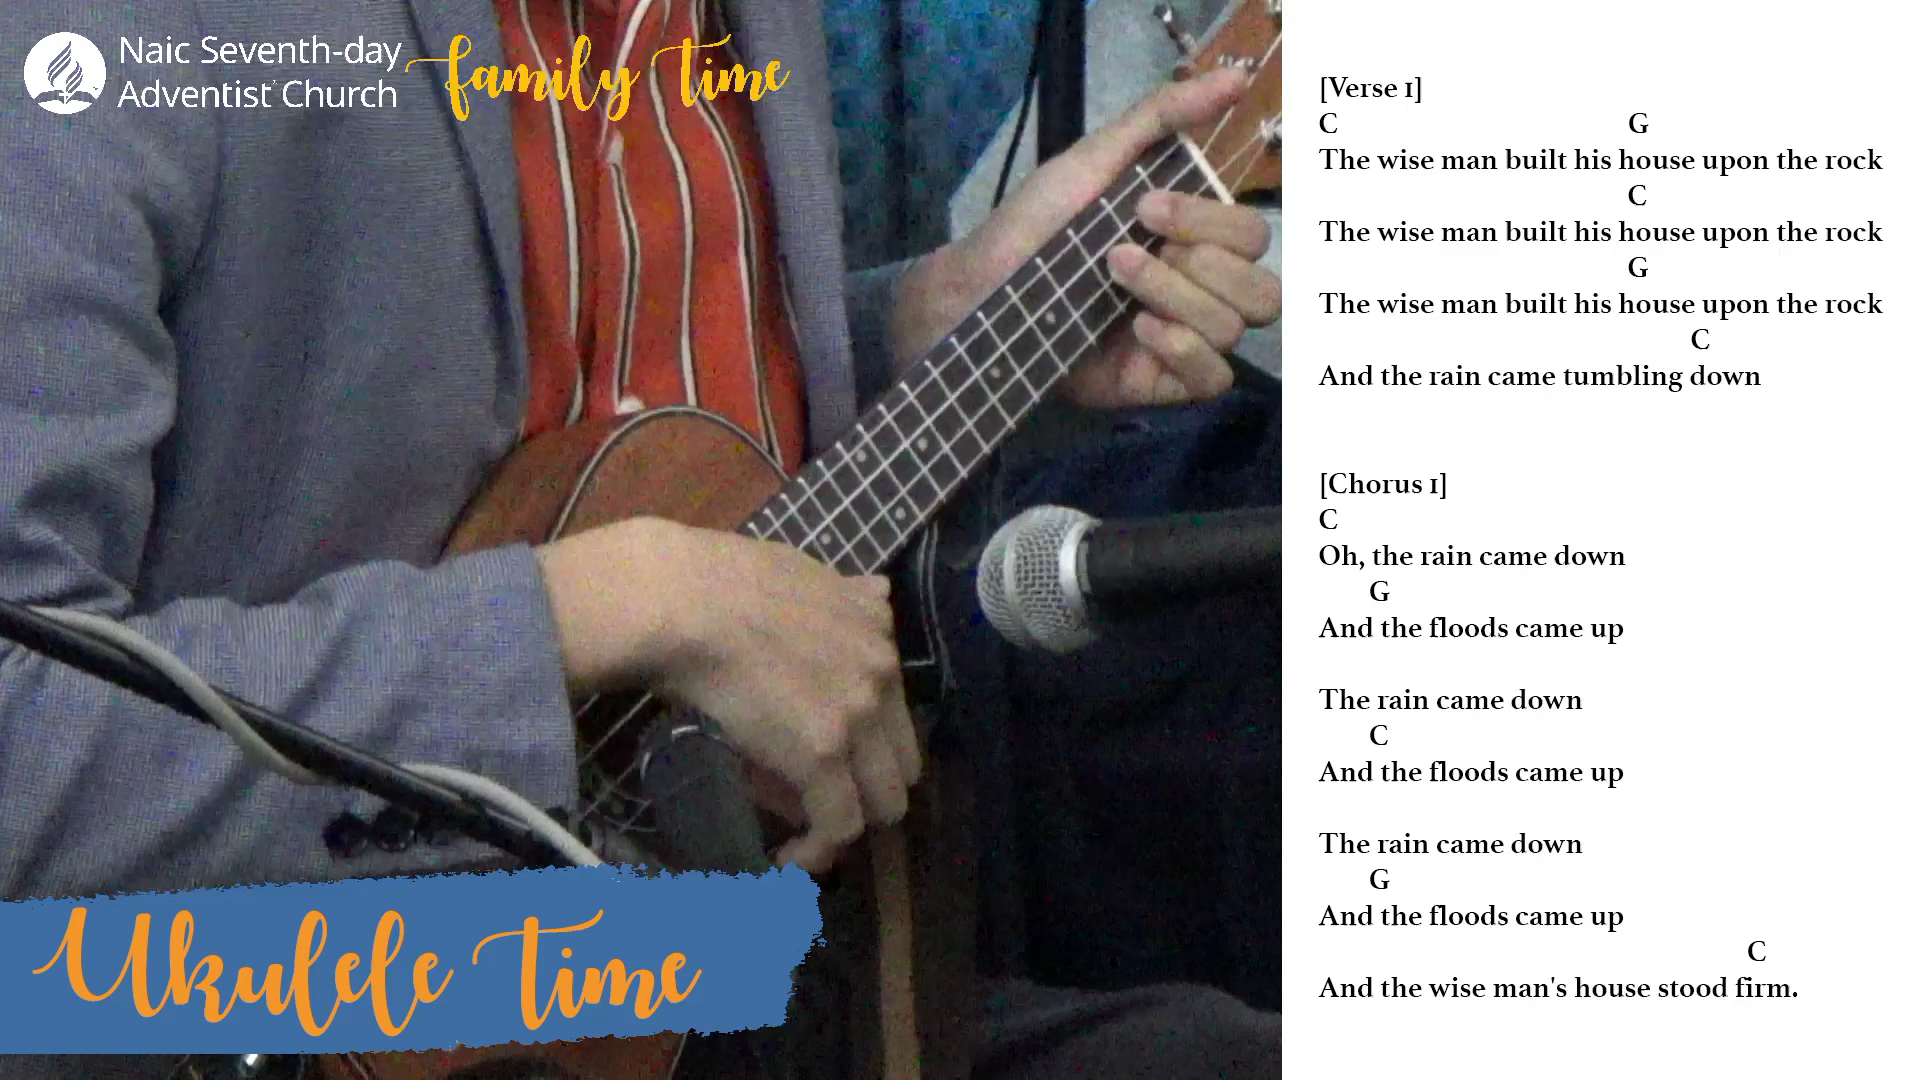 Naic Seventh-day
Adventist Church
family time
[Verse 1]
C G
The wise man built his house upon the rock
C
The wise man built his house upon the rock
G
The wise man built his house upon the rock
C
And the rain came tumbling down
[Chorus 1]
C
Oh, the rain came down
G
And the floods came up
The rain came down
C
And the floods came up
The rain came down
G
And the floods came up
C
And the wise man's house stood firm.
Ukulele time